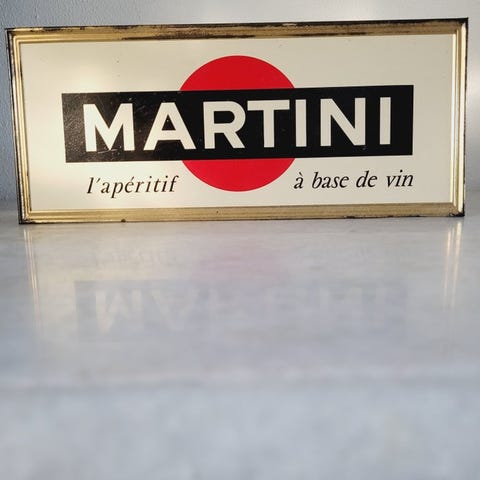 MARTINI
l'apéritif à base de vin